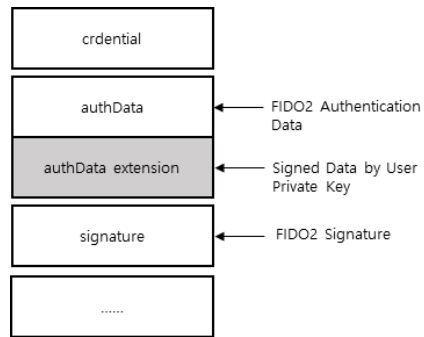 crdential
authData
FIDO2 Authentication
Data
authData extension
Signed Data by User
Private Key
signature
FIDO2 Signature
......